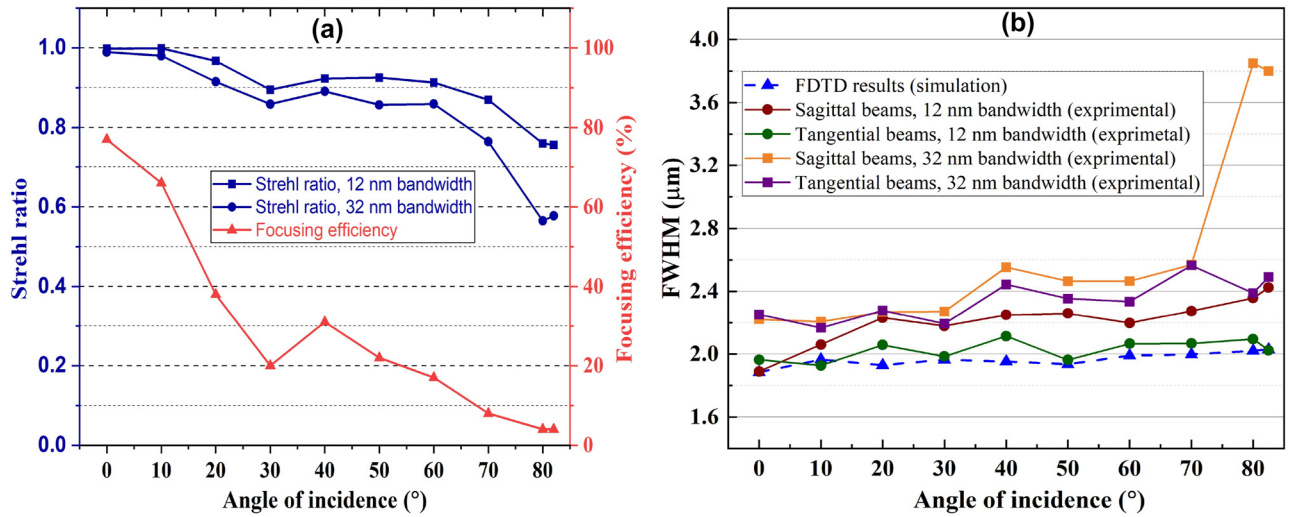 (a)
1.0
0.8
0.6
0.4
0.2
0.0
Strehl ratio
100
80
60
40
20
0
Focusing efficiency (%)
Strehl ratio, 12 nm bandwidth
Strehl ratio, 32 nm bandwidth
Focusing efficiency
0 10 20 30 40 50 60 70 80
Angle of incidence (°)
(b)
4.0
3.6
3.2
2.8
2.4
2.0
1.6
FWHM (μm)
FDTD results (simulation)
Sagittal beams, 12 nm bandwidth (exprimental)
Tangential beams, 12 nm bandwidth (exprimetal)
Sagittal beams, 32 nm bandwidth (exprimental)
Tangential beams, 32 nm bandwidth (exprimental)
0 10 20 30 40 50 60 70 80
Angle of incidence (°)